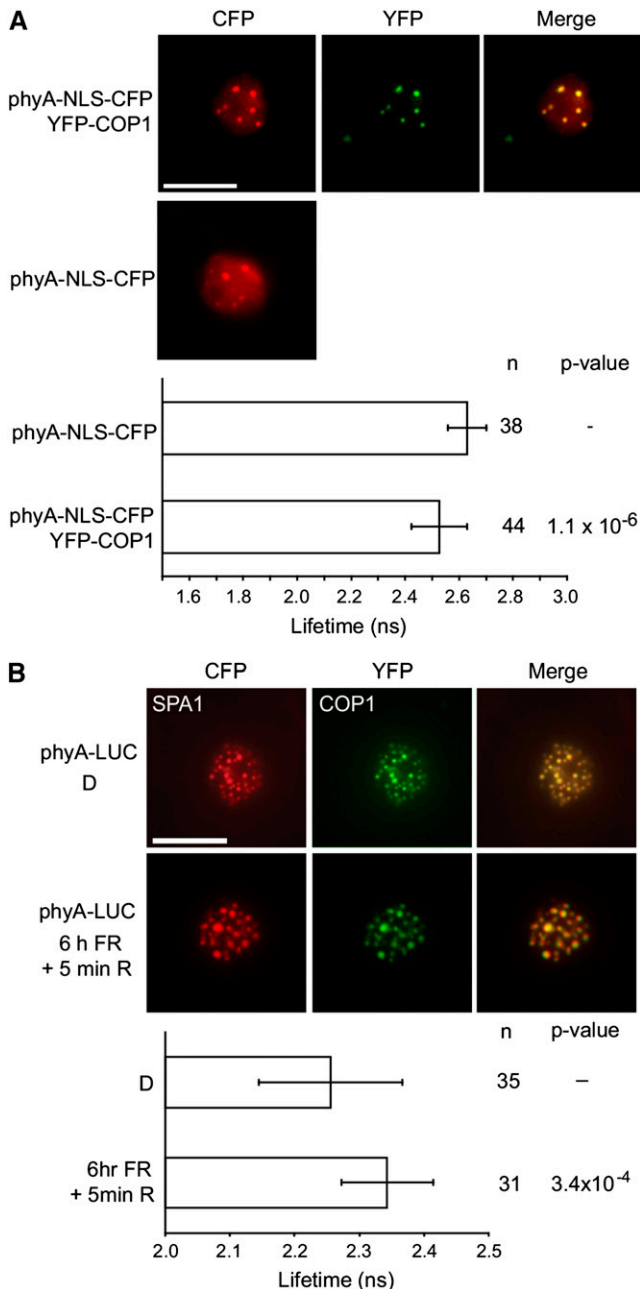 A
CFP YFP Merge
phyA-NLS-CFP
YFP-COP1
phyA-NLS-CFP
n p-value
phyA-NLS-CFP 38 -
phyA-NLS-CFP
YFP-COP1
44 1.1 x 10-6
1.6 1.8 2.0 2.2 2.4 2.6 2.8 3.0
Lifetime (ns)
B
CFP YFP Merge
SPA1 COP1
phyA-LUC
D
phyA-LUC
6 h FR
+ 5 min R
n p-value
D 35 –
6hr FR
+ 5min R
31 3.4x10-4
2.0 2.1 2.2 2.3 2.4 2.5
Lifetime (ns)